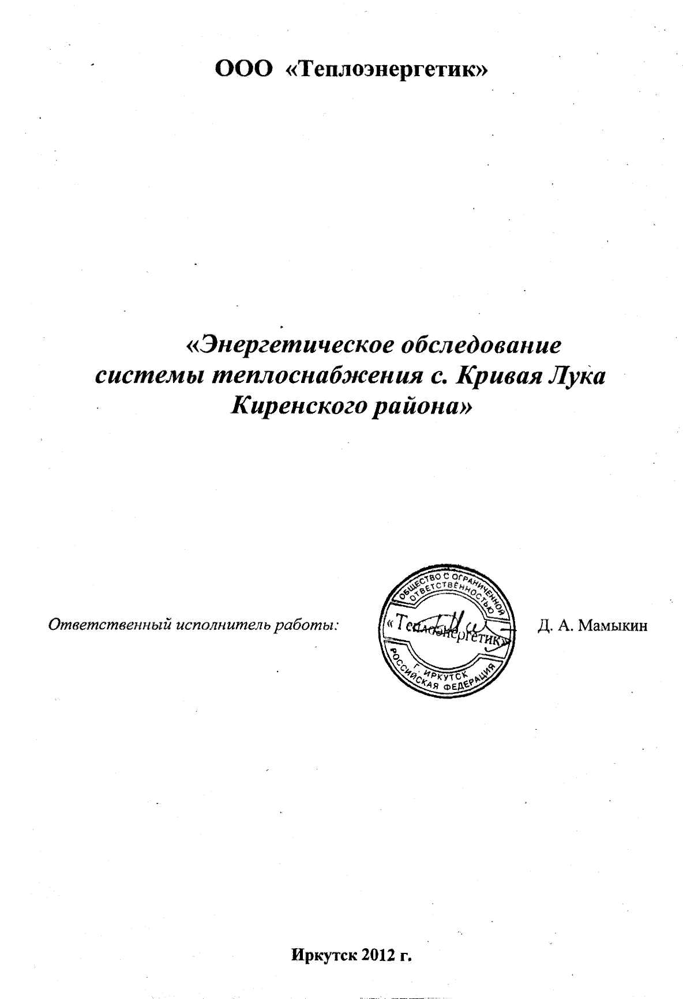 ООО «Теплоэнергетик»
«Энергетическое обследование
системы теплоснабжения с. Кривая Лука
Киренского района»
ОБЩЕСТВО С ОГРАНИЧЕННОЙ
ОТВЕТСТВЕННОСТЬЮ
Ответственный исполнитель работы:
«Теплоэнергетик»
Д. А. Мамыкин
Г. ИРКУТСК
РОССИЙСКАЯ ФЕДЕРАЦИЯ
Иркутск 2012 г.